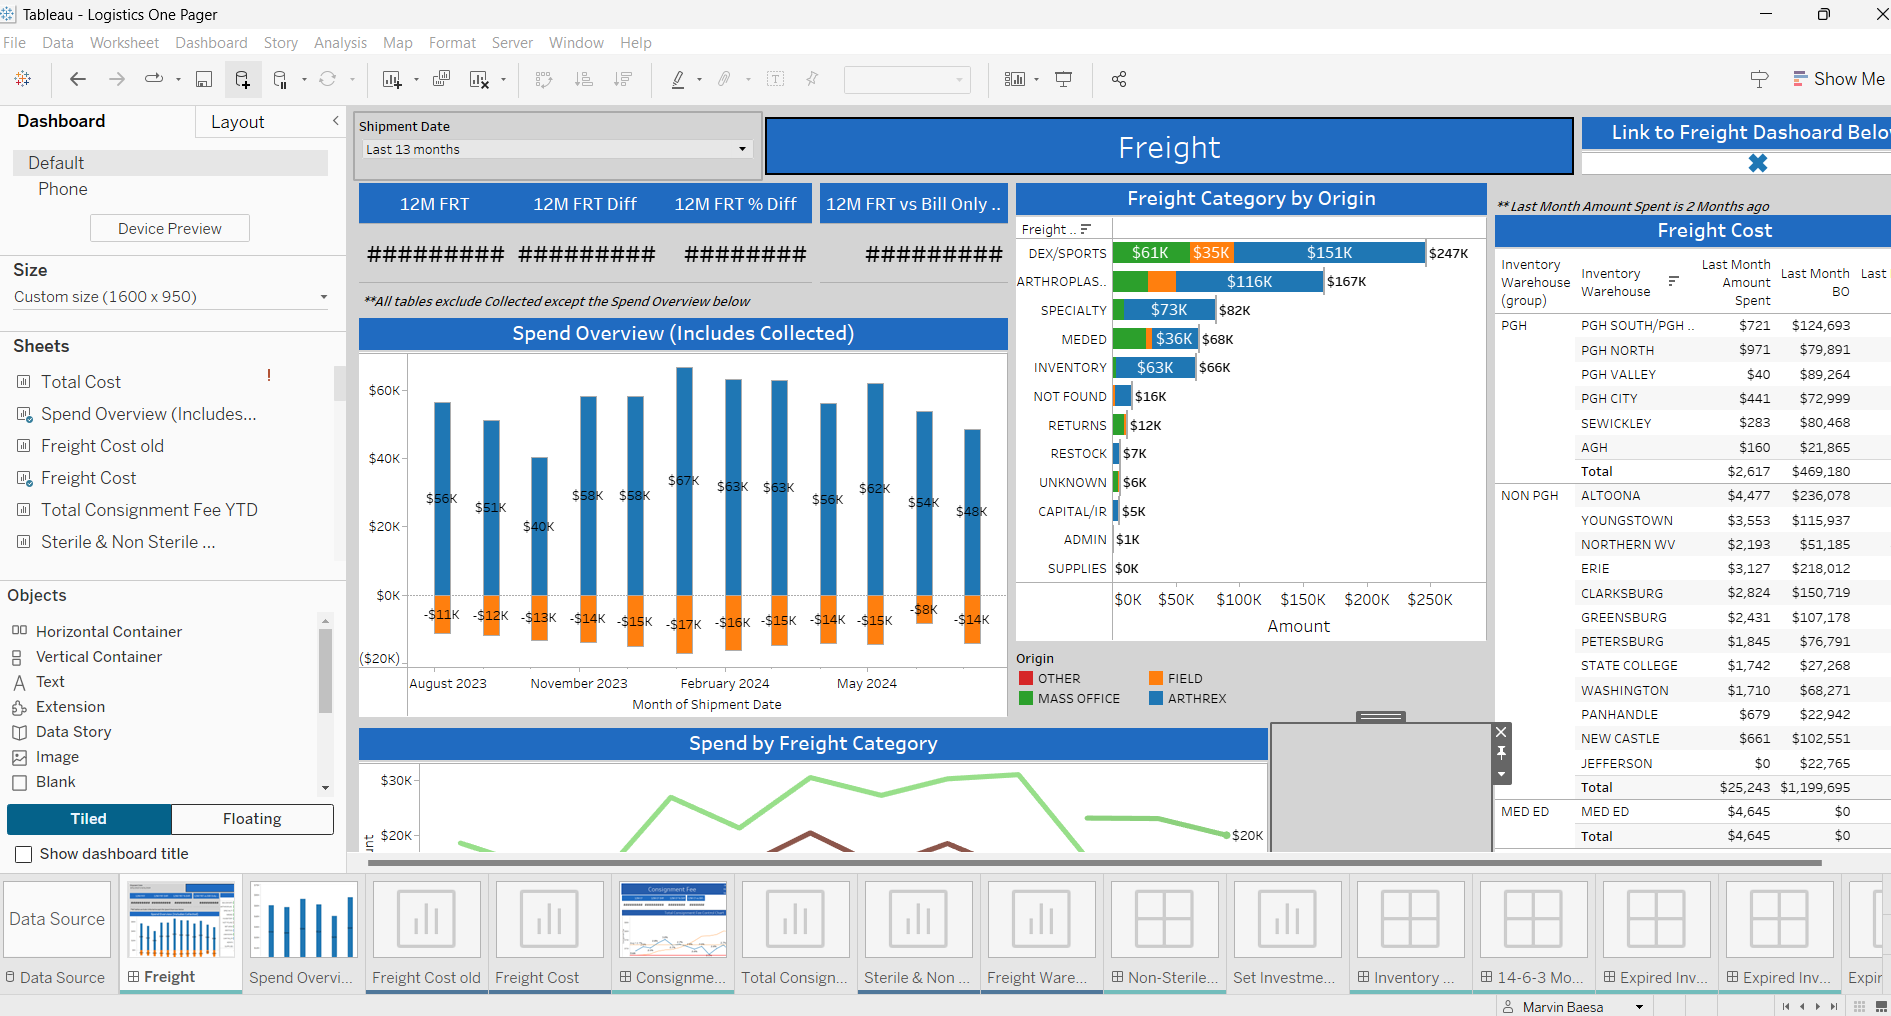 Tableau - Logistics One Pager
File Data Worksheet Dashboard Story Analysis Map Format Server Window Help
Show Me
Dashboard Layout
Default
Phone
Device Preview
Size
Custom size (1600 x 950)
Sheets
Total Cost !
Spend Overview (Includes...
Freight Cost old
Freight Cost
Total Consignment Fee YTD
Sterile & Non Sterile ...
Objects
Horizontal Container
Vertical Container
Text
Extension
Data Story
Image
Blank
Tiled Floating
Show dashboard title
Shipment Date
Last 13 months
Freight
Link to Freight Dashoard Belo
12M FRT 12M FRT Diff 12M FRT % Diff 12M FRT vs Bill Only ..
######### ######### ######## #########
**All tables exclude Collected except the Spend Overview below
Spend Overview (Includes Collected)
$60K
$40K
$20K
$0K
($20K)
$56K $51K $40K $58K $58K $67K $63K $63K $56K $62K $54K $48K
-$11K -$12K -$13K -$14K -$15K -$17K -$16K -$15K -$14K -$15K -$8K -$14K
August 2023 November 2023 February 2024 May 2024
Month of Shipment Date
Freight Category by Origin
Freight ..
DEX/SPORTS $61K $35K $151K $247K
ARTHROPLAS.. $116K $167K
SPECIALTY $73K $82K
MEDED $36K $68K
INVENTORY $63K $66K
NOT FOUND $16K
RETURNS $12K
RESTOCK $7K
UNKNOWN $6K
CAPITAL/IR $5K
ADMIN $1K
SUPPLIES $0K
$0K $50K $100K $150K $200K $250K
Amount
Origin
OTHER FIELD
MASS OFFICE ARTHREX
Spend by Freight Category
$30K
$20K
$20K
** Last Month Amount Spent is 2 Months ago
Freight Cost
Inventory Warehouse (group) Inventory Warehouse Last Month Amount Spent Last Month BO Last
PGH PGH SOUTH/PGH .. $721 $124,693
PGH NORTH $971 $79,891
PGH VALLEY $40 $89,264
PGH CITY $441 $72,999
SEWICKLEY $283 $80,468
AGH $160 $21,865
Total $2,617 $469,180
NON PGH ALTOONA $4,477 $236,078
YOUNGSTOWN $3,553 $115,937
NORTHERN WV $2,193 $51,185
ERIE $3,127 $218,012
CLARKSBURG $2,824 $150,719
GREENSBURG $2,431 $107,178
PETERSBURG $1,845 $76,791
STATE COLLEGE $1,742 $27,268
WASHINGTON $1,710 $68,271
PANHANDLE $679 $22,942
NEW CASTLE $661 $102,551
JEFFERSON $0 $22,765
Total $25,243 $1,199,695
MED ED MED ED $4,645 $0
Total $4,645 $0
Data Source
Consignment Fee
Data Source Freight Spend Overvi... Freight Cost old Freight Cost Consignme... Total Consign... Sterile & Non ... Freight Ware... Non-Sterile... Set Investme... Inventory ... 14-6-3 Mo... Expired Inv... Expired Inv... Expir
Marvin Baesa